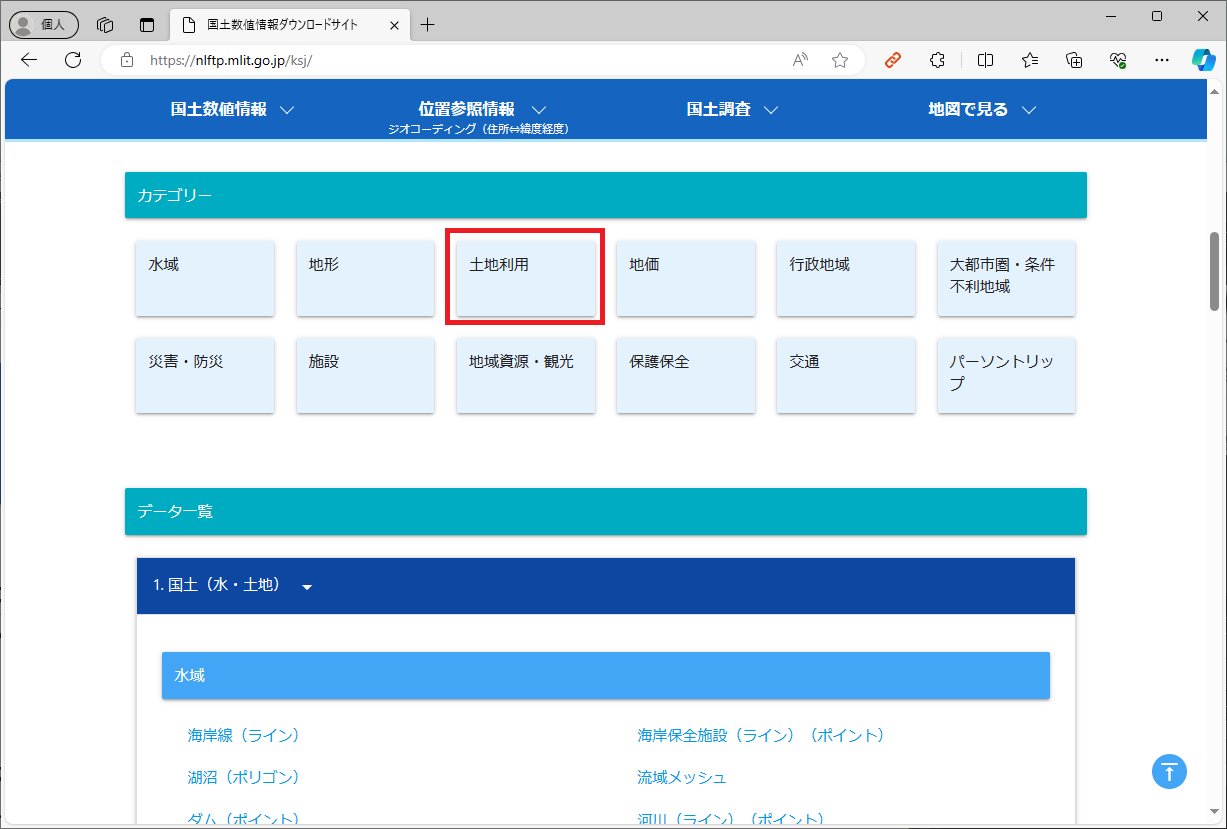 個人
国土数値情報ダウンロードサイト
https://nlftp.mlit.go.jp/ksj/
国土数値情報
位置参照情報
ジオコーディング（住所⇔緯度経度）
国土調査
地図で見る
カテゴリー
水域
地形
土地利用
地価
行政地域
大都市圏・条件
不利地域
災害・防災
施設
地域資源・観光
保護保全
交通
パーソントリッ
プ
データ一覧
1. 国土（水・土地）
水域
海岸線（ライン）
海岸保全施設（ライン）（ポイント）
湖沼（ポリゴン）
流域メッシュ
ダム（ポイント）
河川（ライン）（ポイント）